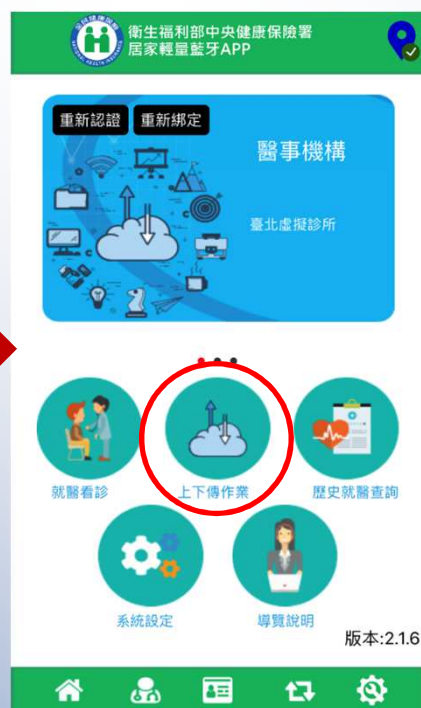 衛生福利部中央健康保險署
居家輕量藍牙APP
重新認證 重新綁定
醫事機構
臺北虛擬診所
就醫看診 上下傳作業 歷史就醫查詢
系統設定 導覽說明
版本:2.1.6